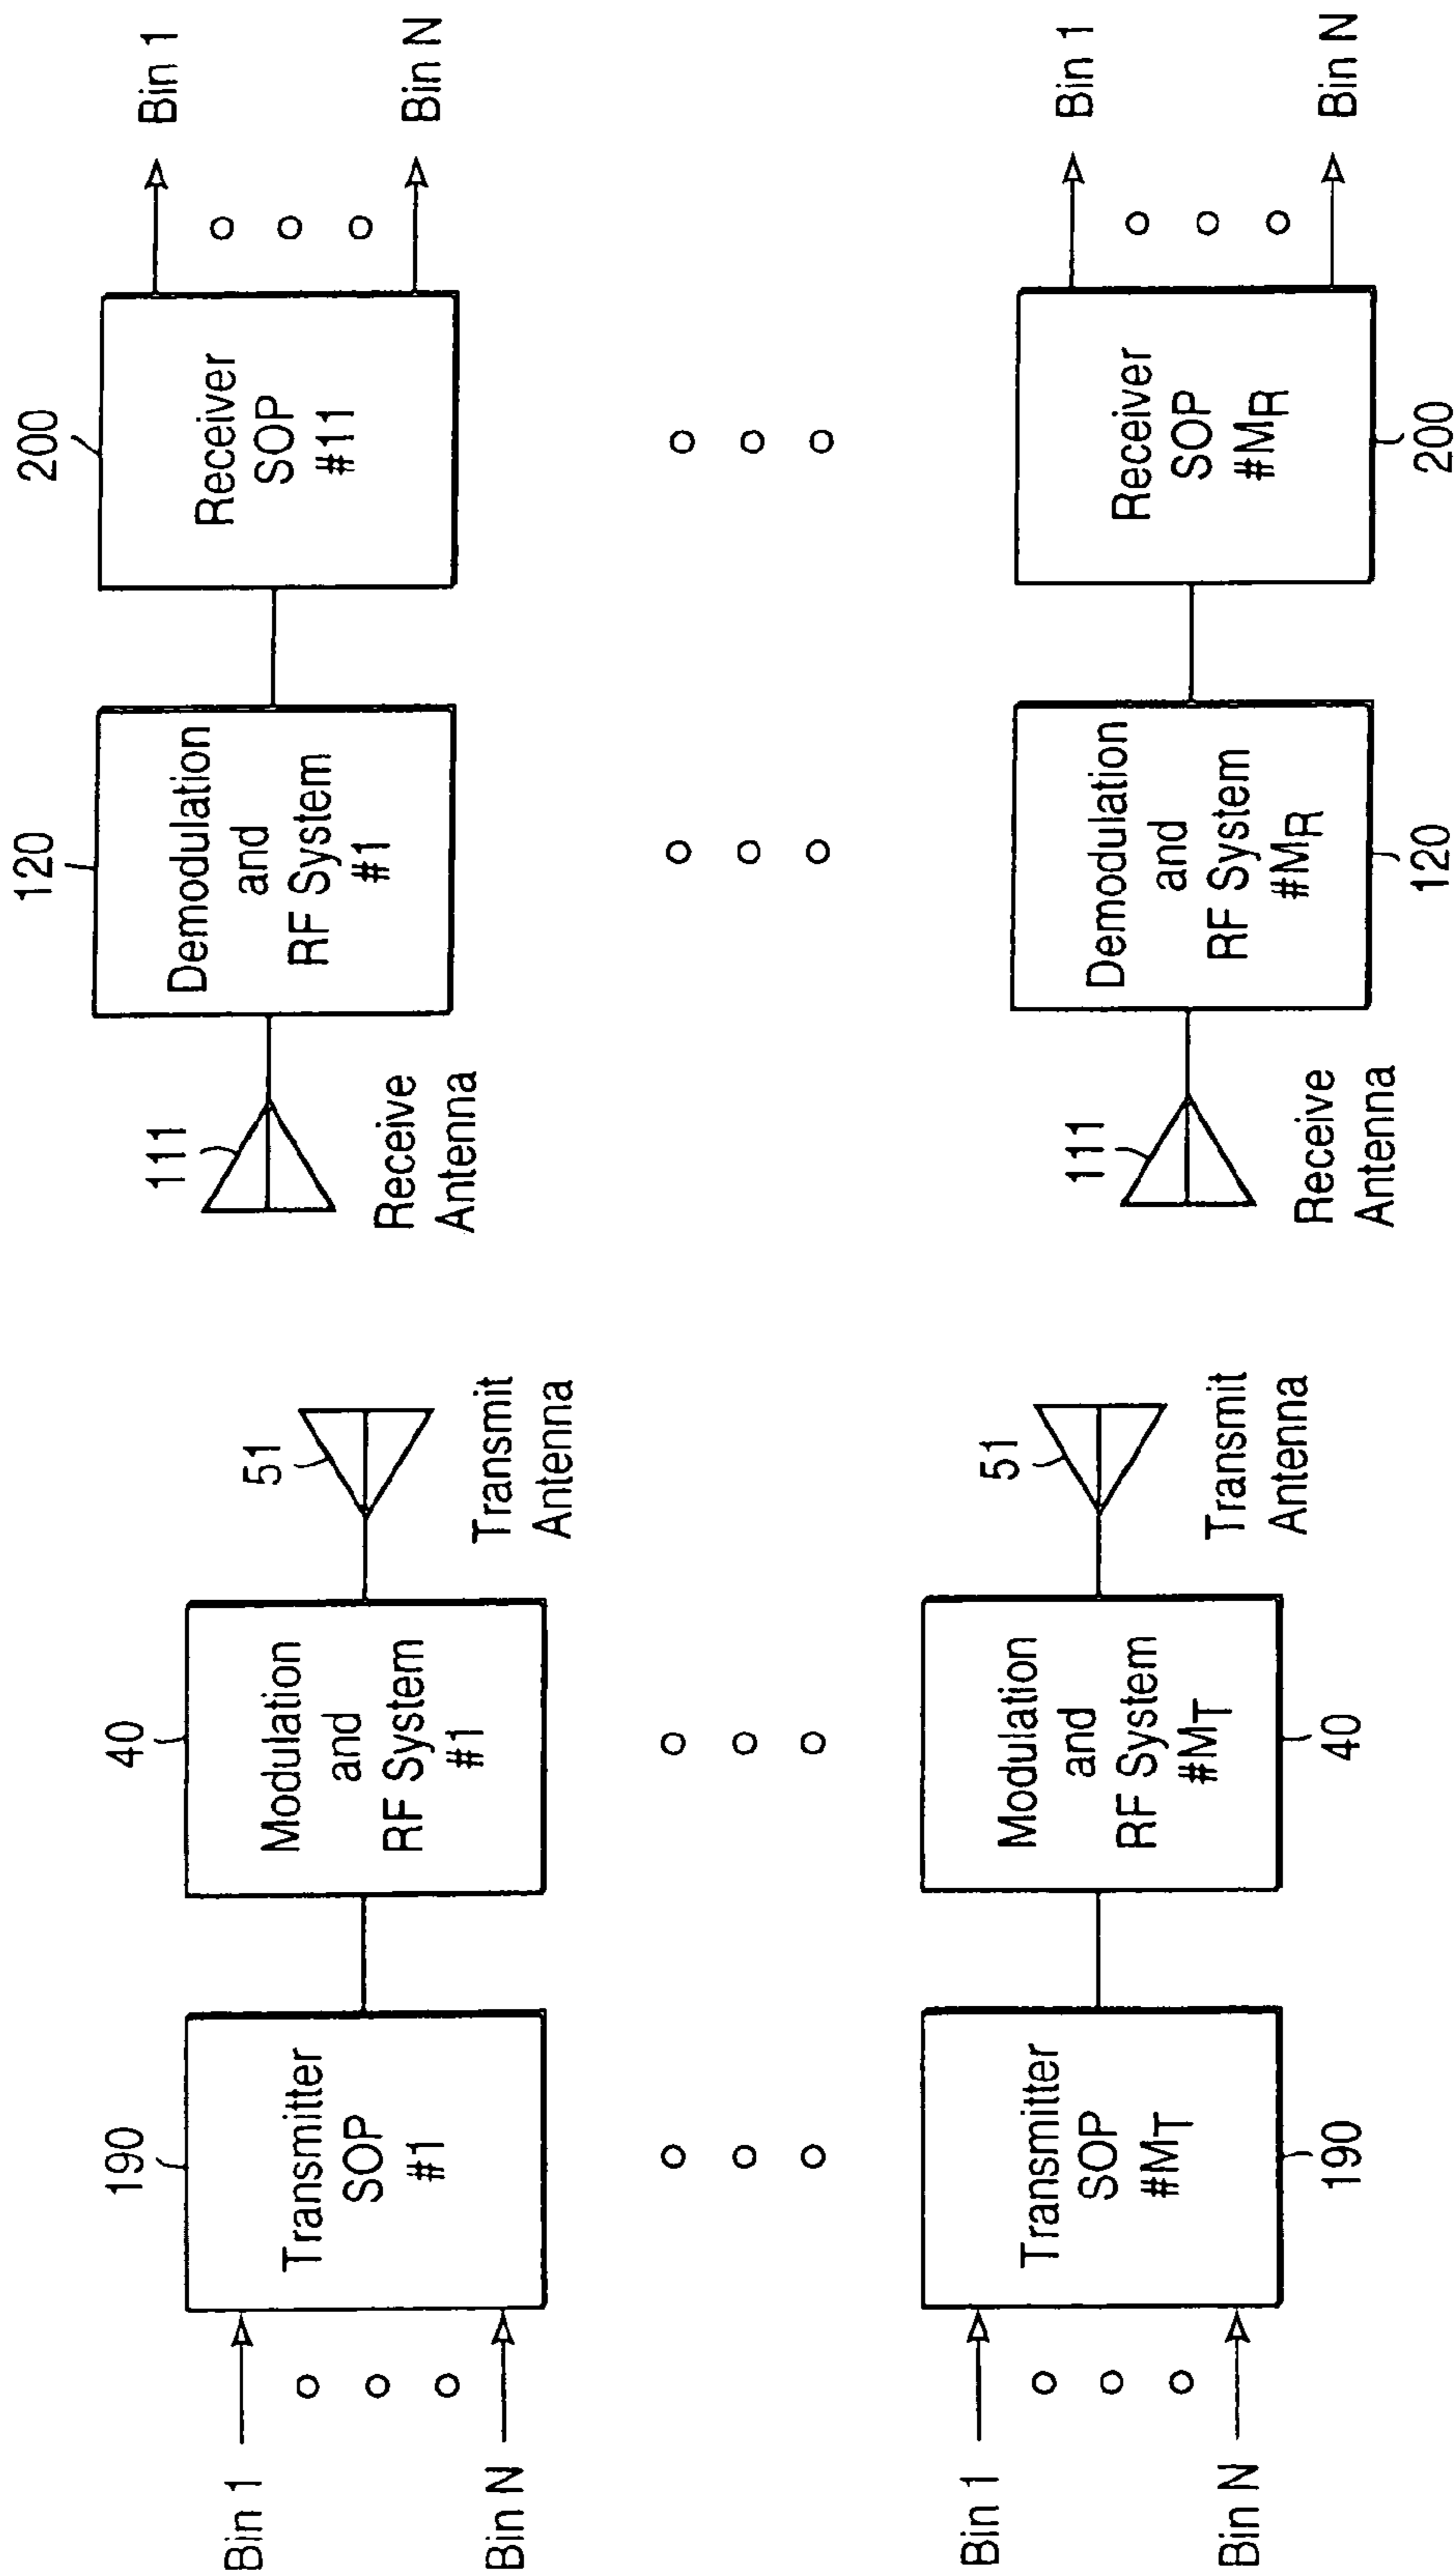 Bin 1
Bin N
190
Transmitter
SOP
#1
40
Modulation
and
RF System
#1
51
Transmit
Antenna
111
Receive
Antenna
120
Demodulation
and
RF System
#1
200
Receiver
SOP
#11
Bin 1
Bin N
Bin 1
Bin N
Transmitter
SOP
#MT
190
Modulation
and
RF System
#MT
40
51
Transmit
Antenna
111
Receive
Antenna
Demodulation
and
RF System
#MR
120
Receiver
SOP
#MR
200
Bin 1
Bin N